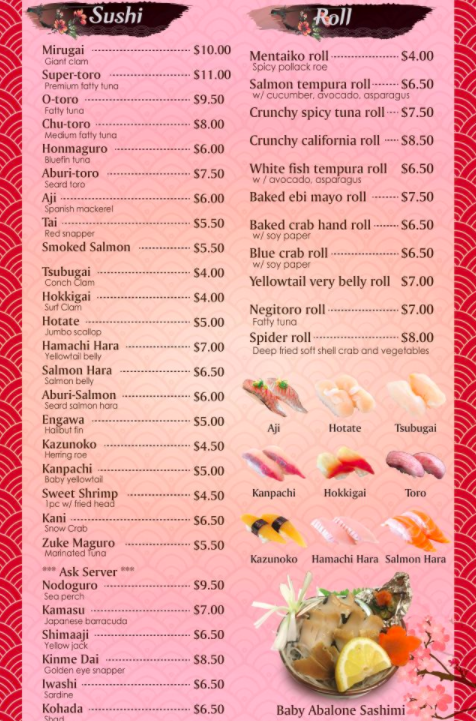 Sushi
Mirugai $10.00
Giant clam
Super-toro $11.00
Premium fatty tuna
O-toro $9.50
Fatty tuna
Chu-toro $8.00
Medium fatty tuna
Honmaguro $6.00
Bluefin tuna
Aburi-toro $7.50
Seard toro
Aji $6.00
Spanish mackerel
Tai $5.50
Red snapper
Smoked Salmon $5.50
Tsubugai $4.00
Conch Clam
Hokkigai $4.00
Surf Clam
Hotate $5.00
Jumbo scallop
Hamachi Hara $7.00
Yellowtail belly
Salmon Hara $6.50
Salmon belly
Aburi-Salmon $6.00
Seard salmon hara
Engawa $5.00
Halibut fin
Kazunoko $4.50
Herring roe
Kanpachi $5.00
Baby yellowtail
Sweet Shrimp $4.50
1pc w/ fried head
Kani $6.50
Snow Crab
Zuke Maguro $5.50
Marinated Tuna
*** Ask Server ***
Nodoguro $9.50
Sea perch
Kamasu $7.00
Japanese barracuda
Shimaaji $6.50
Yellow jack
Kinme Dai $8.50
Golden eye snapper
Iwashi $6.50
Sardine
Kohada $6.50
Shad
Roll
Mentaiko roll $4.00
Spicy pollack roe
Salmon tempura roll $6.50
w/ cucumber, avocado, asparagus
Crunchy spicy tuna roll $7.50
Crunchy california roll $8.50
White fish tempura roll $6.50
w / avocado, asparagus
Baked ebi mayo roll $7.50
Baked crab hand roll $6.50
w/ soy paper
Blue crab roll $6.50
w/ soy paper
Yellowtail very belly roll $7.00
Negitoro roll $7.00
Fatty tuna
Spider roll $8.00
Deep fried soft shell crab and vegetables
Aji Hotate Tsubugai
Kanpachi Hokkigai Toro
Kazunoko Hamachi Hara Salmon Hara
Baby Abalone Sashimi